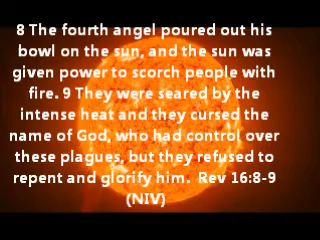 8 The fourth angel poured out his
bowl on the sun, and the sun was
given power to scorch people with
fire. 9 They were seared by the
intense heat and they cursed the
name of God, who had control over
these plagues, but they refused to
repent and glorify him.  Rev 16:8-9
(NIV)